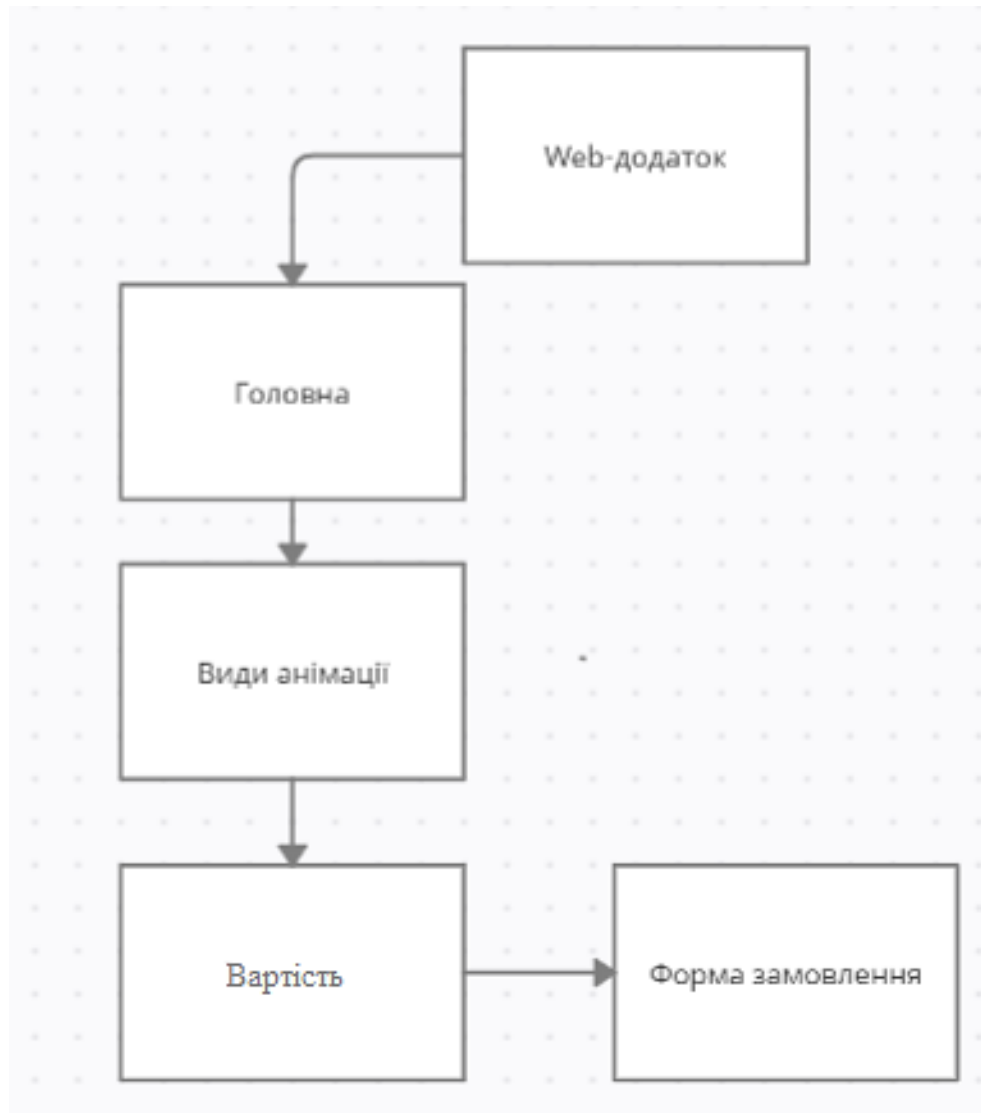 Web-додаток
Головна
Види анімації
Вартість
Форма замовлення